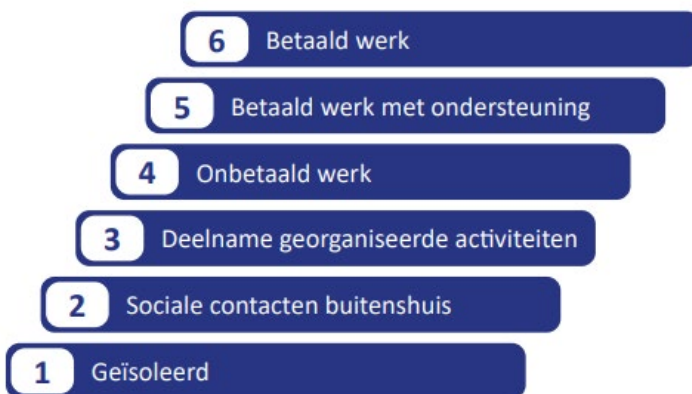 6 Betaald werk
5 Betaald werk met ondersteuning
4 Onbetaald werk
3 Deelname georganiseerde activiteiten
2 Sociale contacten buitenshuis
1 Geïsoleerd